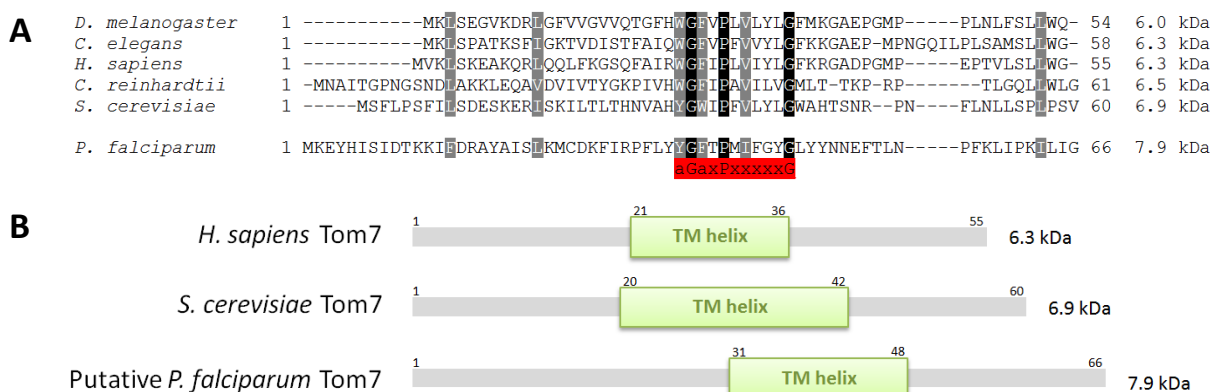 A
D. melanogaster 1 -----------MKLSEGVKDRLGFVVGVVQTGFHWGFVPLVLYLGFMKGAEPGMP-----PLNLFSLLWQ- 54 6.0 kDa
C. elegans 1 -----------MKLSPATKSFIGKTVDISTFAIQWGFVPFVVYLGFKKGAEP-MPNGQILPLSAMSLLWG- 58 6.3 kDa
H. sapiens 1 ----------MVKLSKEAKQRLQQLFKGSQFAIRWGFIPLVIYLGFKRGADPGMP-----EPTVLSLLWG- 55 6.3 kDa
C. reinhardtii 1 -MNAITGPNGSNDLAKKLEQAVDVIVTYGKPIVHWGFIPAVILVGMLT-TKP-RP-------TLGQLLWLG 61 6.5 kDa
S. cerevisiae 1 -----MSFLPSFILSDESKERISKILTLTHNVAHYGWIPFVLYLGWAHTSNR--PN----FLNLLSPLPSV 60 6.9 kDa
P. falciparum 1 MKEYHISIDTKKIFDRAYAISLKMCDKFIRPFLYYGFTPMIFGYGLYYNNEFTLN-----PFKLIPKILIG 66 7.9 kDa
aGaxPxxxxxG
B
1 21 36 55
H. sapiens Tom7 TM helix 6.3 kDa
1 20 42 60
S. cerevisiae Tom7 TM helix 6.9 kDa
1 31 48 66
Putative P. falciparum Tom7 TM helix 7.9 kDa